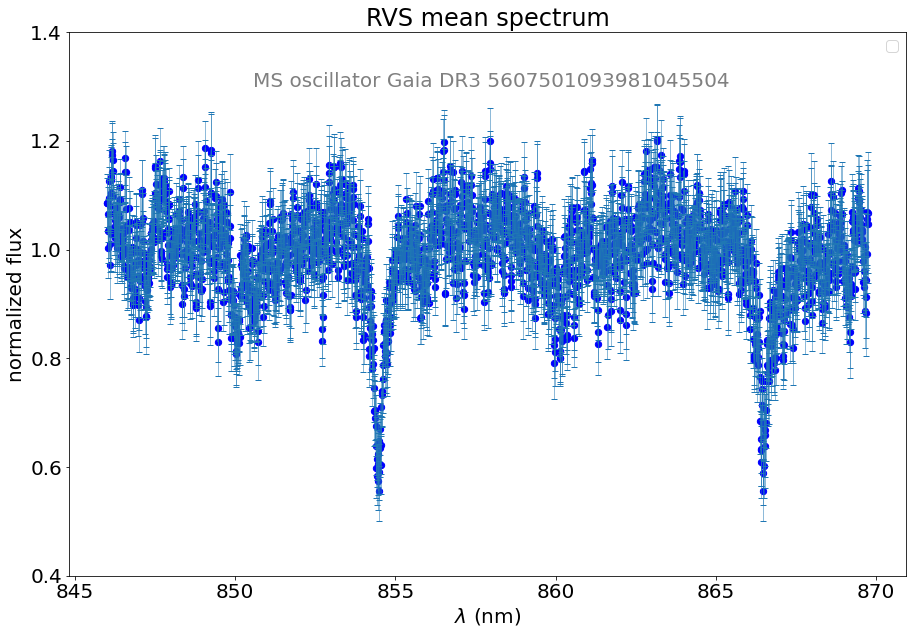 RVS mean spectrum
MS oscillator Gaia DR3 5607501093981045504
normalized flux
1.4
1.2
1.0
0.8
0.6
0.4
845 850 855 860 865 870
λ (nm)